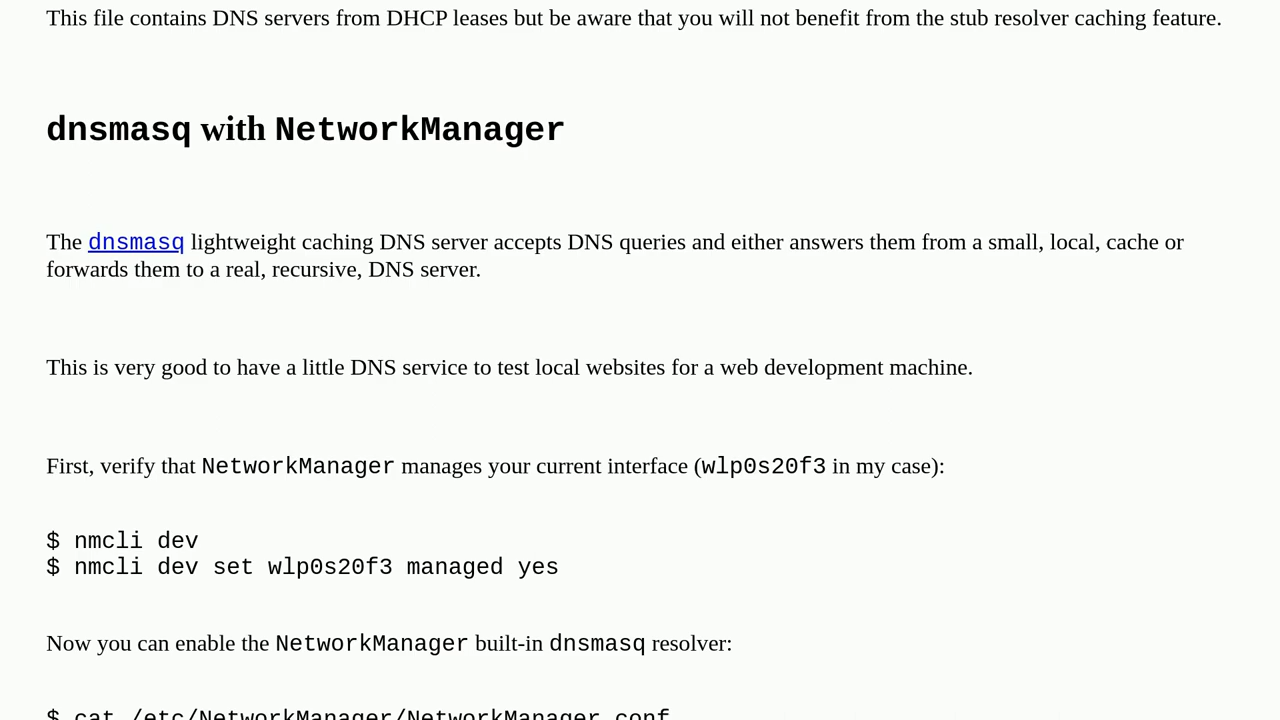 This file contains DNS servers from DHCP leases but be aware that you will not benefit from the stub resolver caching feature.
dnsmasq with NetworkManager
The dnsmasq lightweight caching DNS server accepts DNS queries and either answers them from a small, local, cache or
forwards them to a real, recursive, DNS server.
This is very good to have a little DNS service to test local websites for a web development machine.
First, verify that NetworkManager manages your current interface (wlp0s20f3 in my case):
$ nmcli dev
$ nmcli dev set wlp0s20f3 managed yes
Now you can enable the NetworkManager built-in dnsmasq resolver:
$ cat /etc/NetworkManager/NetworkManager.conf